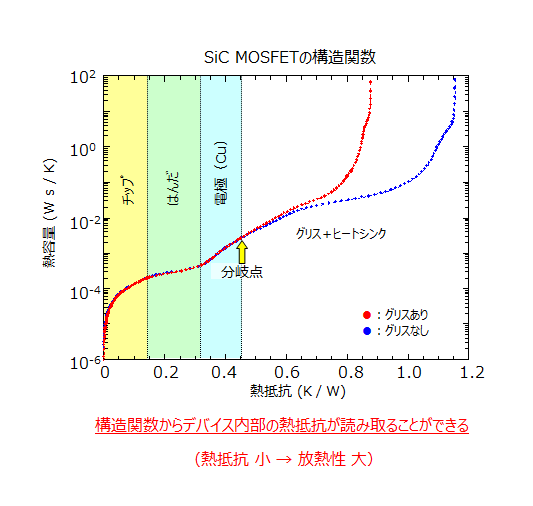 SiC MOSFETの構造関数
10²
10⁰
10⁻²
10⁻⁴
10⁻⁶
熱容量 (W s / K)
チップ
はんだ
電極 (Cu)
グリス+ヒートシンク
分岐点
● : グリスあり
● : グリスなし
0 0.2 0.4 0.6 0.8 1.0 1.2
熱抵抗 (K / W)
構造関数からデバイス内部の熱抵抗が読み取ることができる
(熱抵抗 小 → 放熱性 大)